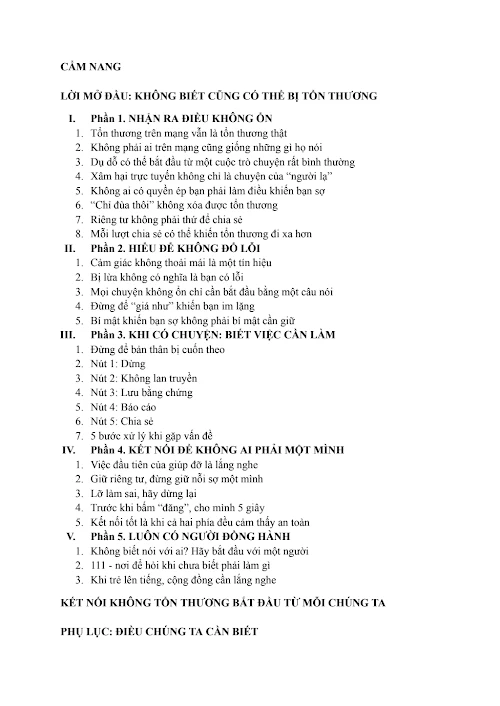 CẨM NANG
LỜI MỞ ĐẦU: KHÔNG BIẾT CŨNG CÓ THỂ BỊ TỔN THƯƠNG
I. Phần 1. NHẬN RA ĐIỀU KHÔNG ỔN
1. Tổn thương trên mạng vẫn là tổn thương thật
2. Không phải ai trên mạng cũng giống những gì họ nói
3. Dụ dỗ có thể bắt đầu từ một cuộc trò chuyện rất bình thường
4. Xâm hại trực tuyến không chỉ là chuyện của “người lạ”
5. Không ai có quyền ép bạn phải làm điều khiến bạn sợ
6. “Chỉ đùa thôi” không xóa được tổn thương
7. Riêng tư không phải thứ để chia sẻ
8. Mỗi lượt chia sẻ có thể khiến tổn thương đi xa hơn
II. Phần 2. HIỂU ĐỂ KHÔNG ĐỔ LỖI
1. Cảm giác không thoải mái là một tín hiệu
2. Bị lừa không có nghĩa là bạn có lỗi
3. Mọi chuyện không ổn chỉ cần bắt đầu bằng một câu nói
4. Đừng để “giá như” khiến bạn im lặng
5. Bí mật khiến bạn sợ không phải bí mật cần giữ
III. Phần 3. KHI CÓ CHUYỆN: BIẾT VIỆC CẦN LÀM
1. Đừng để bản thân bị cuốn theo
2. Nút 1: Dừng
3. Nút 2: Không lan truyền
4. Nút 3: Lưu bằng chứng
5. Nút 4: Báo cáo
6. Nút 5: Chia sẻ
7. 5 bước xử lý khi gặp vấn đề
IV. Phần 4. KẾT NỐI ĐỂ KHÔNG AI PHẢI MỘT MÌNH
1. Việc đầu tiên của giúp đỡ là lắng nghe
2. Giữ riêng tư, đừng giữ nỗi sợ một mình
3. Lỡ làm sai, hãy dừng lại
4. Trước khi bấm “đăng”, cho mình 5 giây
5. Kết nối tốt là khi cả hai phía đều cảm thấy an toàn
V. Phần 5. LUÔN CÓ NGƯỜI ĐỒNG HÀNH
1. Không biết nói với ai? Hãy bắt đầu với một người
2. 111 - nơi để hỏi khi chưa biết phải làm gì
3. Khi trẻ lên tiếng, cộng đồng cần lắng nghe
KẾT NỐI KHÔNG TỔN THƯƠNG BẮT ĐẦU TỪ MỖI CHÚNG TA
PHỤ LỤC: ĐIỀU CHÚNG TA CẦN BIẾT